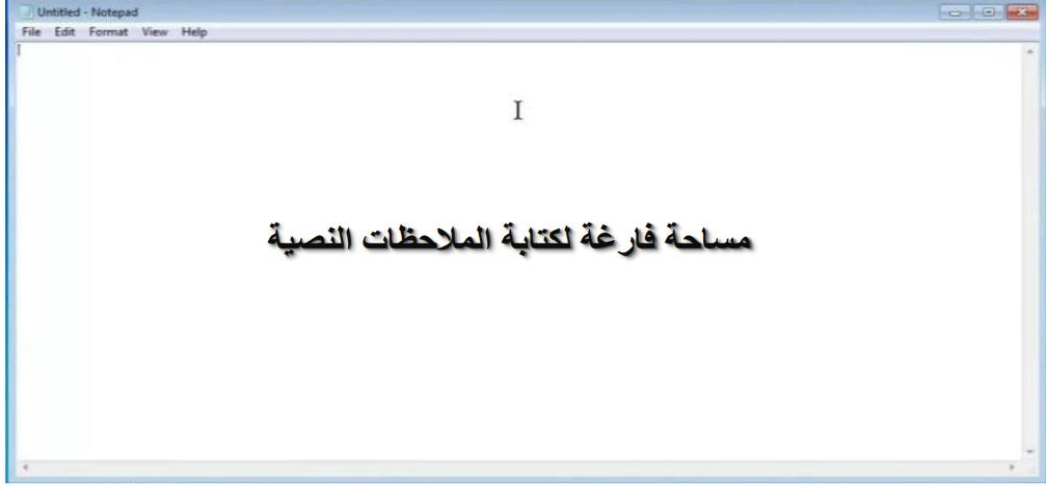 Untitled - Notepad
File Edit Format View Help
مساحة فارغة لكتابة الملاحظات النصية